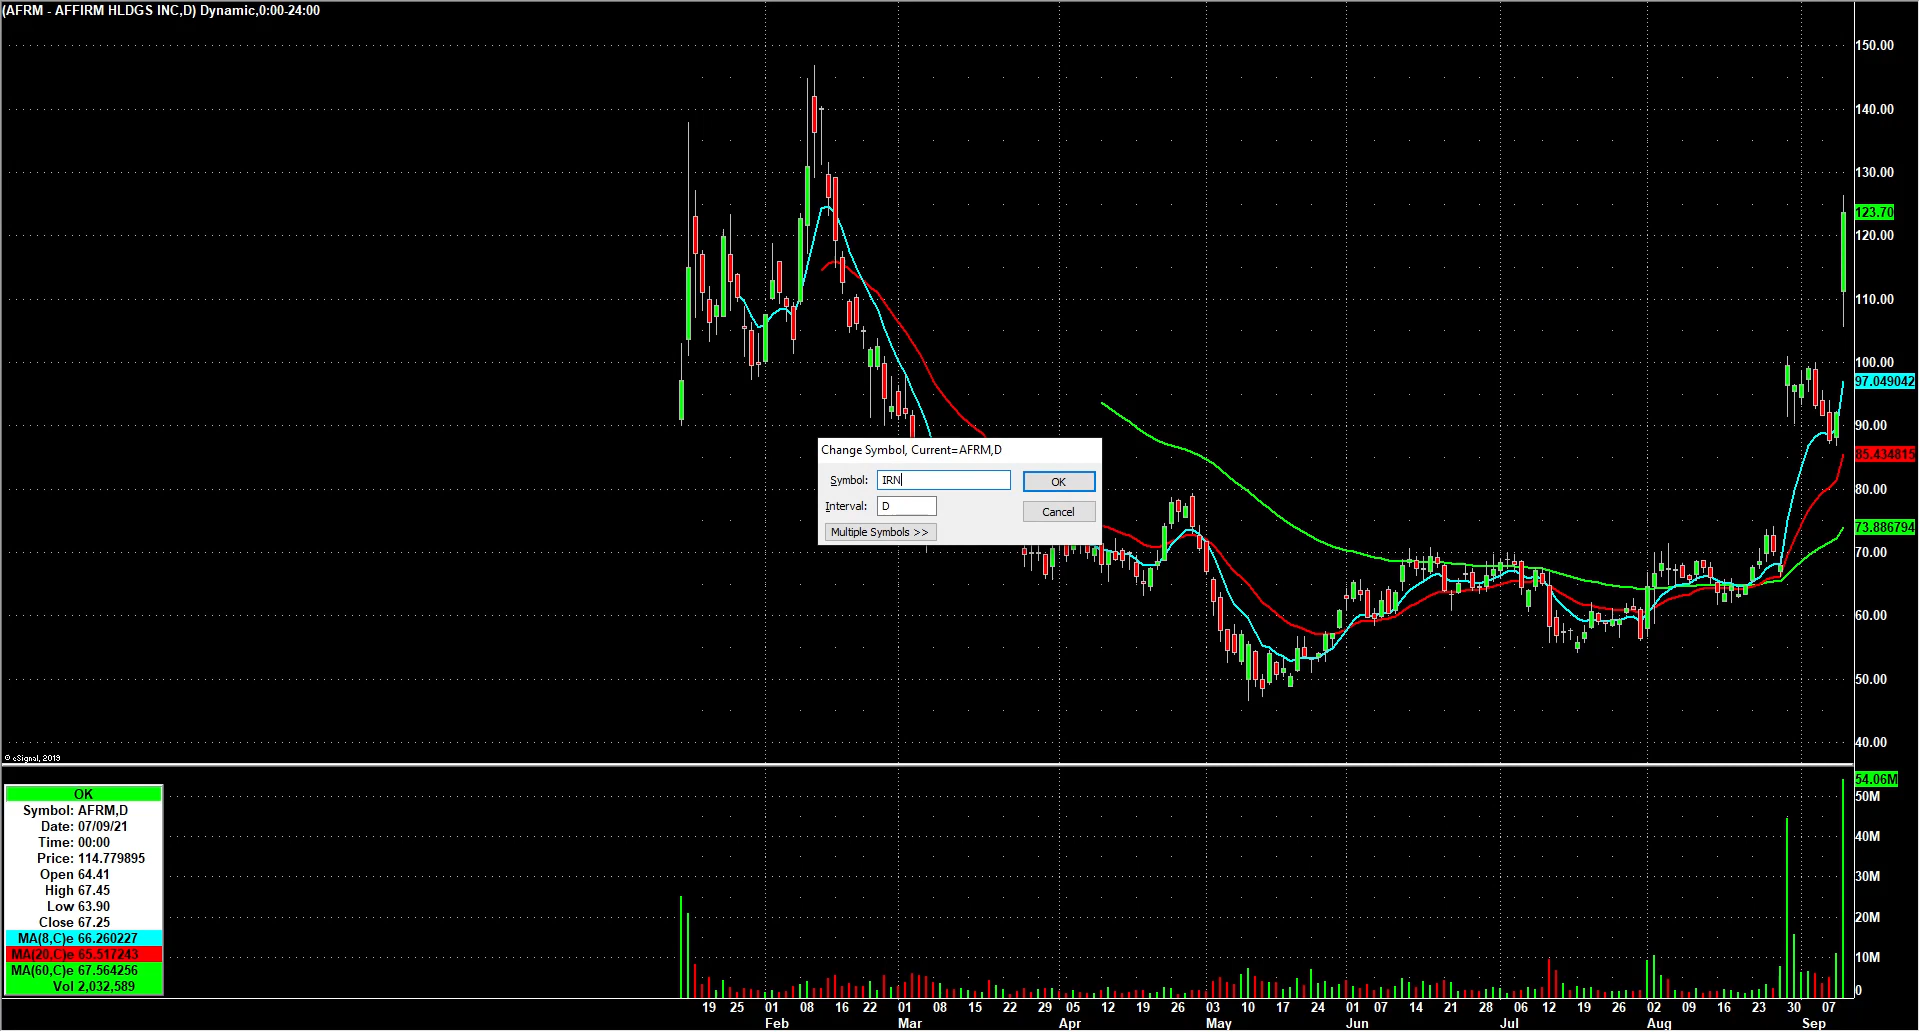 (AFRM - AFFIRM HLDGS INC,D) Dynamic,0:00-24:00
150.00
140.00
130.00
123.70
120.00
110.00
100.00
97.049042
90.00
85.434815
80.00
73.886794
70.00
60.00
50.00
40.00
Change Symbol, Current=AFRM,D
Symbol: IRN OK
Interval: D Cancel
Multiple Symbols >>
© eSignal, 2019
54.06M
50M
40M
30M
20M
10M
0
OK
Symbol: AFRM,D
Date: 07/09/21
Time: 00:00
Price: 114.779895
Open 64.41
High 67.45
Low 63.90
Close 67.25
MA(8,C)e 66.260227
MA(20,C)e 65.517243
MA(60,C)e 67.564256
Vol 2,032,589
19 25 01 08 16 22 01 08 15 22 29 05 12 19 26 03 10 17 24 01 07 14 21 28 06 12 19 26 02 09 16 23 30 07
Feb Mar Apr May Jun Jul Aug Sep